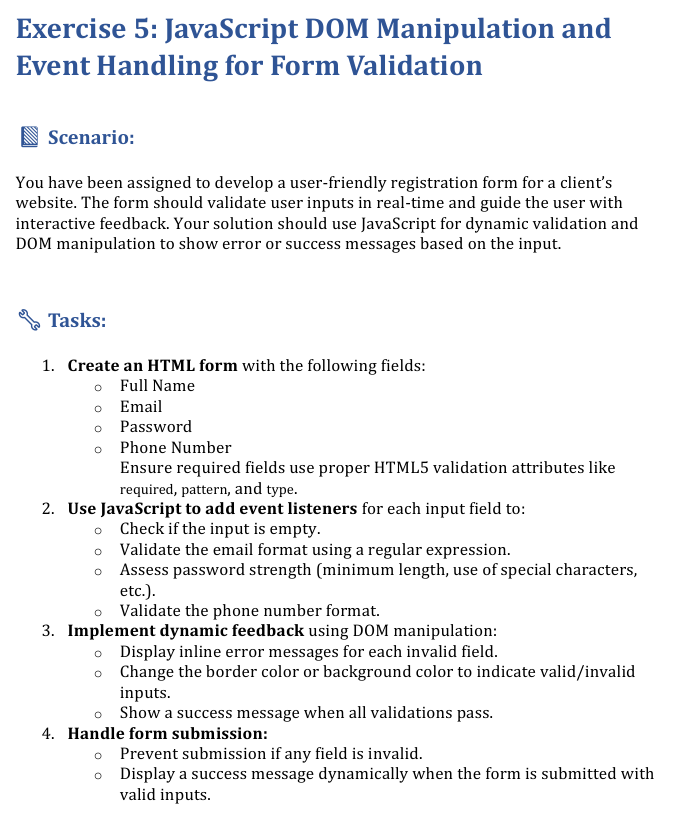 Exercise 5: JavaScript DOM Manipulation and
Event Handling for Form Validation
Scenario:
You have been assigned to develop a user-friendly registration form for a client’s
website. The form should validate user inputs in real-time and guide the user with
interactive feedback. Your solution should use JavaScript for dynamic validation and
DOM manipulation to show error or success messages based on the input.
Tasks:
1. Create an HTML form with the following fields:
o Full Name
o Email
o Password
o Phone Number
Ensure required fields use proper HTML5 validation attributes like
required, pattern, and type.
2. Use JavaScript to add event listeners for each input field to:
o Check if the input is empty.
o Validate the email format using a regular expression.
o Assess password strength (minimum length, use of special characters,
etc.).
o Validate the phone number format.
3. Implement dynamic feedback using DOM manipulation:
o Display inline error messages for each invalid field.
o Change the border color or background color to indicate valid/invalid
inputs.
o Show a success message when all validations pass.
4. Handle form submission:
o Prevent submission if any field is invalid.
o Display a success message dynamically when the form is submitted with
valid inputs.